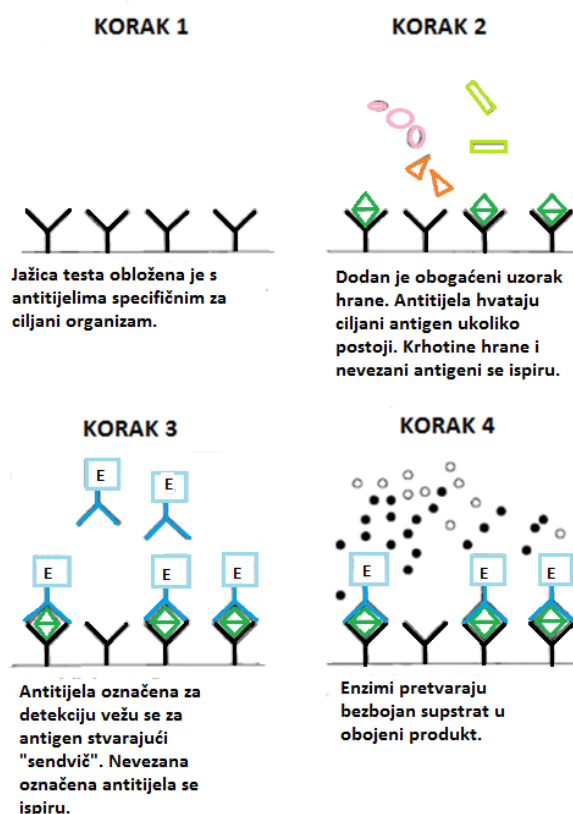 KORAK 1
Jažica testa obložena je s
antitijelima specifičnim za
ciljani organizam.
KORAK 2
Dodan je obogaćeni uzorak
hrane. Antitijela hvataju
ciljani antigen ukoliko
postoji. Krhotine hrane i
nevezani antigeni se ispiru.
KORAK 3
E
E
E
E
E
Antitijela označena za
detekciju vežu se za
antigen stvarajući
"sendvič". Nevezana
označena antitijela se
ispiru.
KORAK 4
E
E
E
Enzimi pretvaraju
bezbojan supstrat u
obojeni produkt.